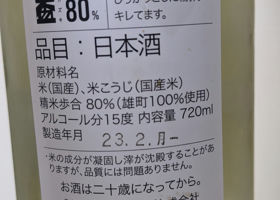 80%
キレてます。
品目：日本酒
原材料名
米（国産）、米こうじ（国産米）
精米歩合 80%（雄町100%使用）
アルコール分15度 内容量 720ml
製造年月 23.2.月-
・米の成分が凝固し滓が沈殿することがあ
りますが、品質には問題ありません。
お酒は二十歳になってから。